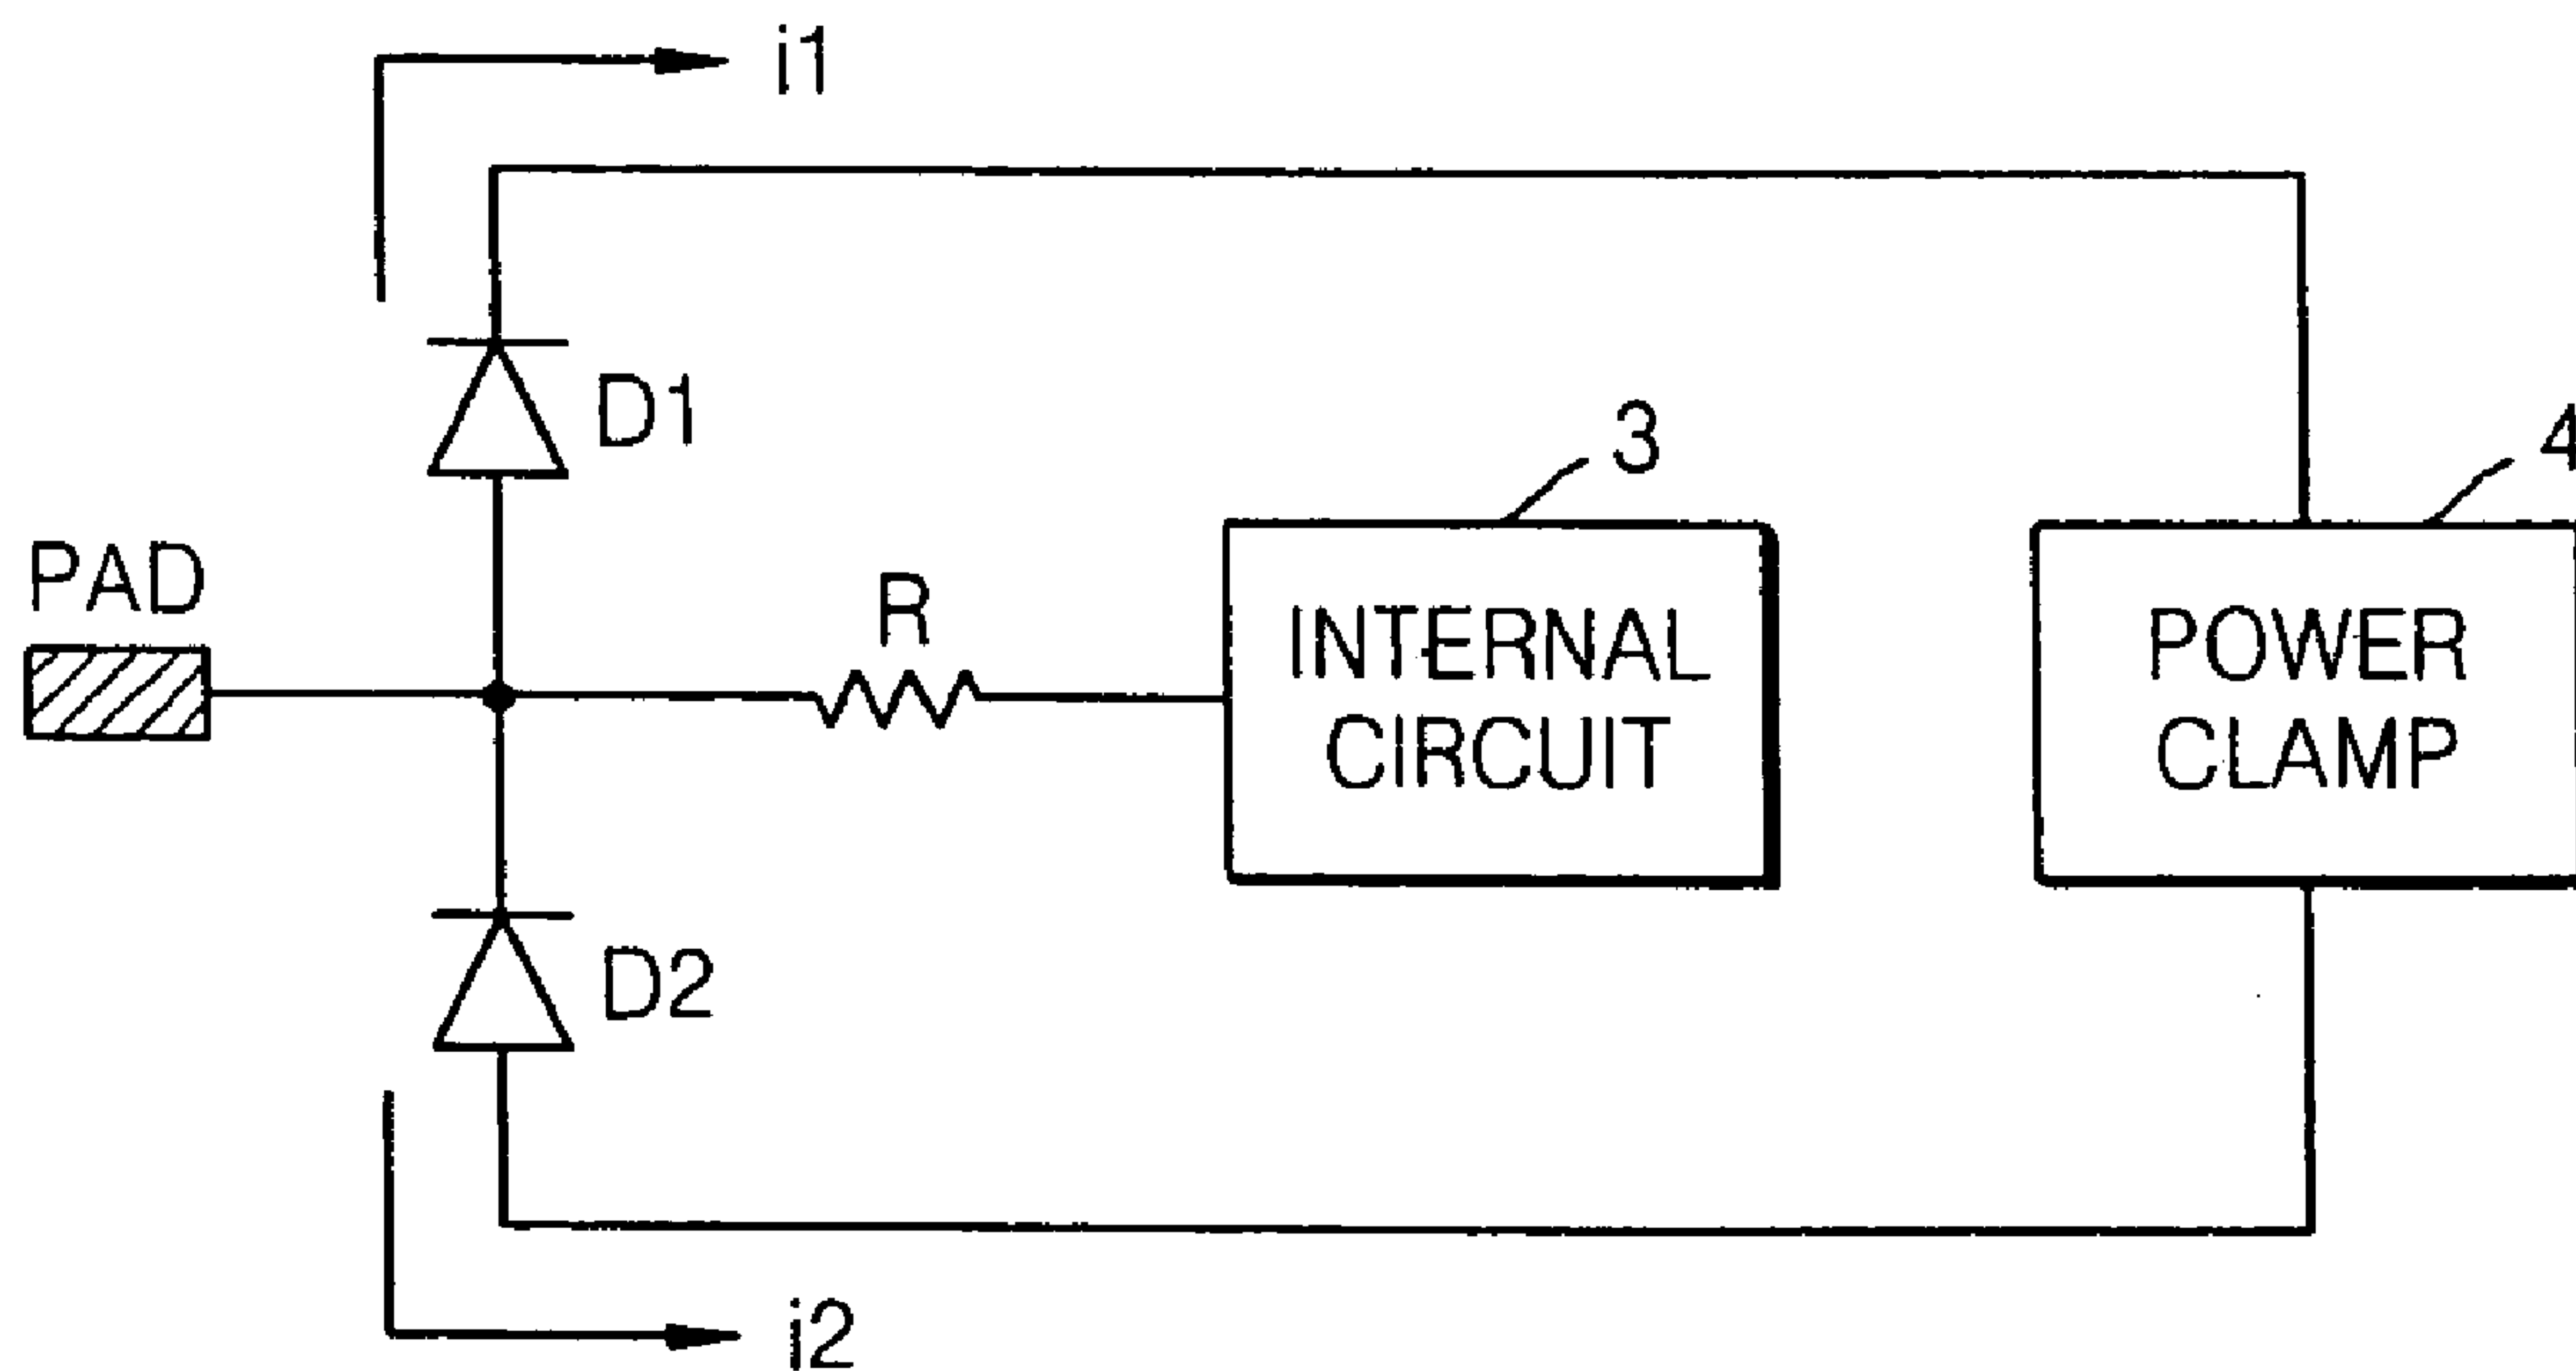 i1
D1
3
4
PAD
R
INTERNAL
CIRCUIT
POWER
CLAMP
D2
i2